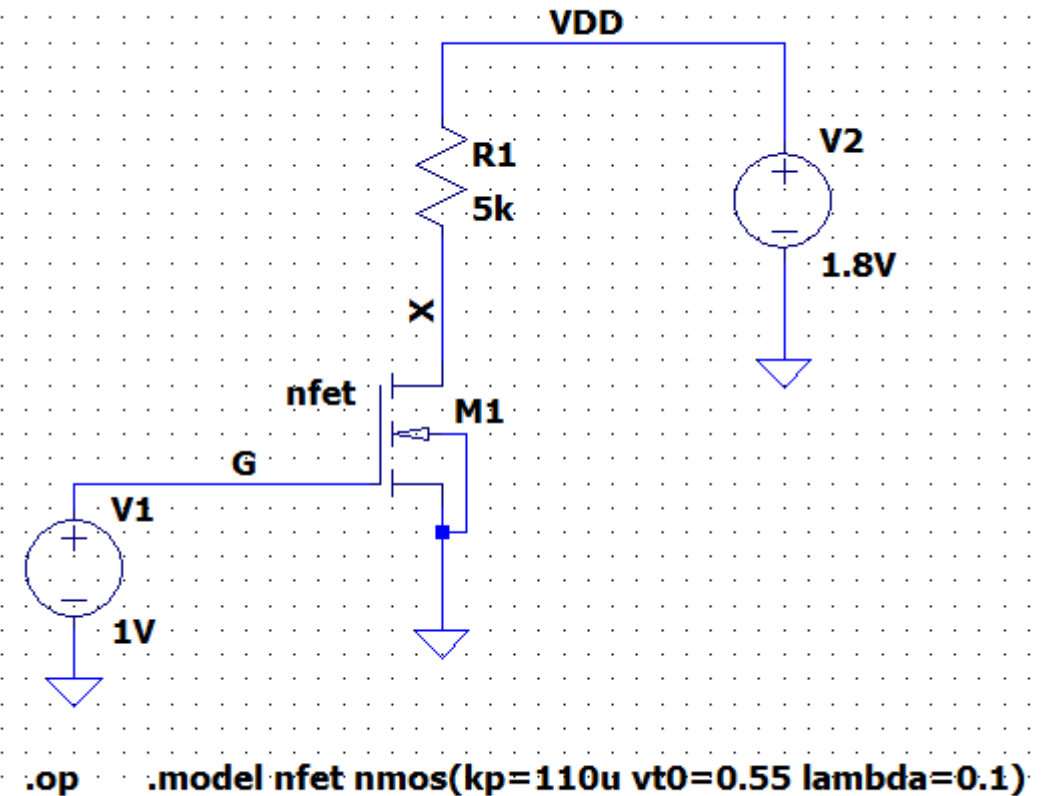 VDD
V2
R1
5k
1.8V
X
nfet
M1
G
V1
1V
.op
.model nfet nmos(kp=110u vt0=0.55 lambda=0.1)